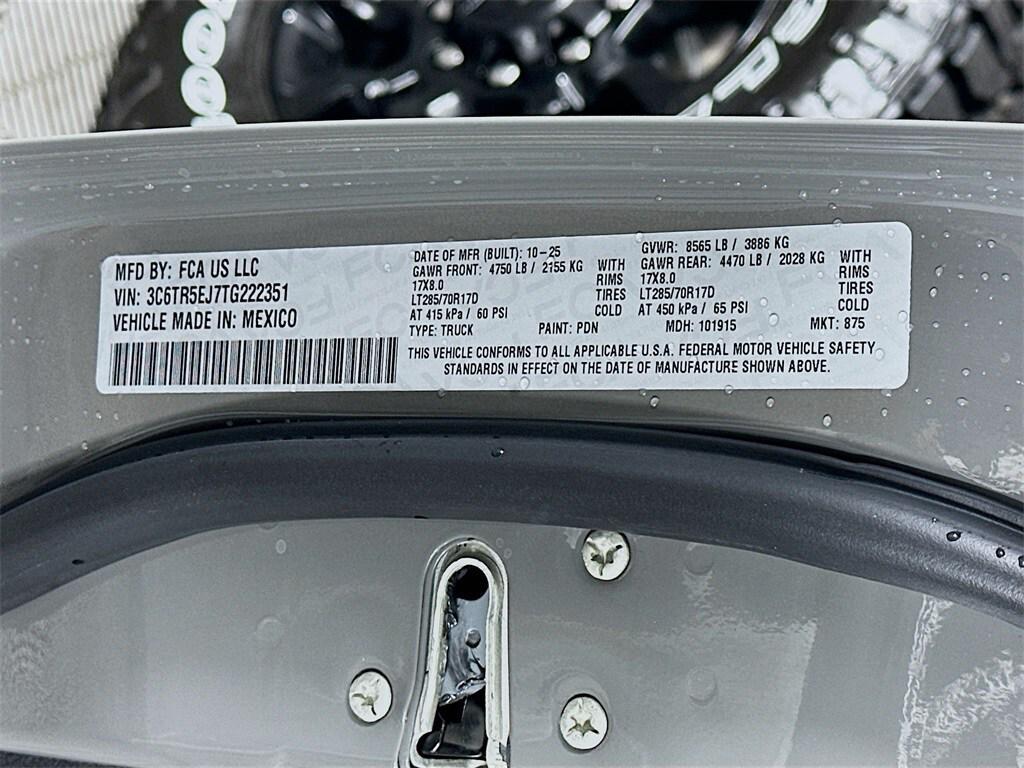 MFD BY: FCA US LLC
VIN: 3C6TR5EJ7TG222351
VEHICLE MADE IN: MEXICO
DATE OF MFR (BUILT): 10-25
GAWR FRONT: 4750 LB / 2155 KG WITH
17X8.0 RIMS
LT285/70R17D TIRES
AT 415 kPa / 60 PSI COLD
TYPE: TRUCK PAINT: PDN
GVWR: 8565 LB / 3886 KG
GAWR REAR: 4470 LB / 2028 KG WITH
17X8.0 RIMS
LT285/70R17D TIRES
AT 450 kPa / 65 PSI COLD
MDH: 101915 MKT: 875
THIS VEHICLE CONFORMS TO ALL APPLICABLE U.S.A. FEDERAL MOTOR VEHICLE SAFETY
STANDARDS IN EFFECT ON THE DATE OF MANUFACTURE SHOWN ABOVE.